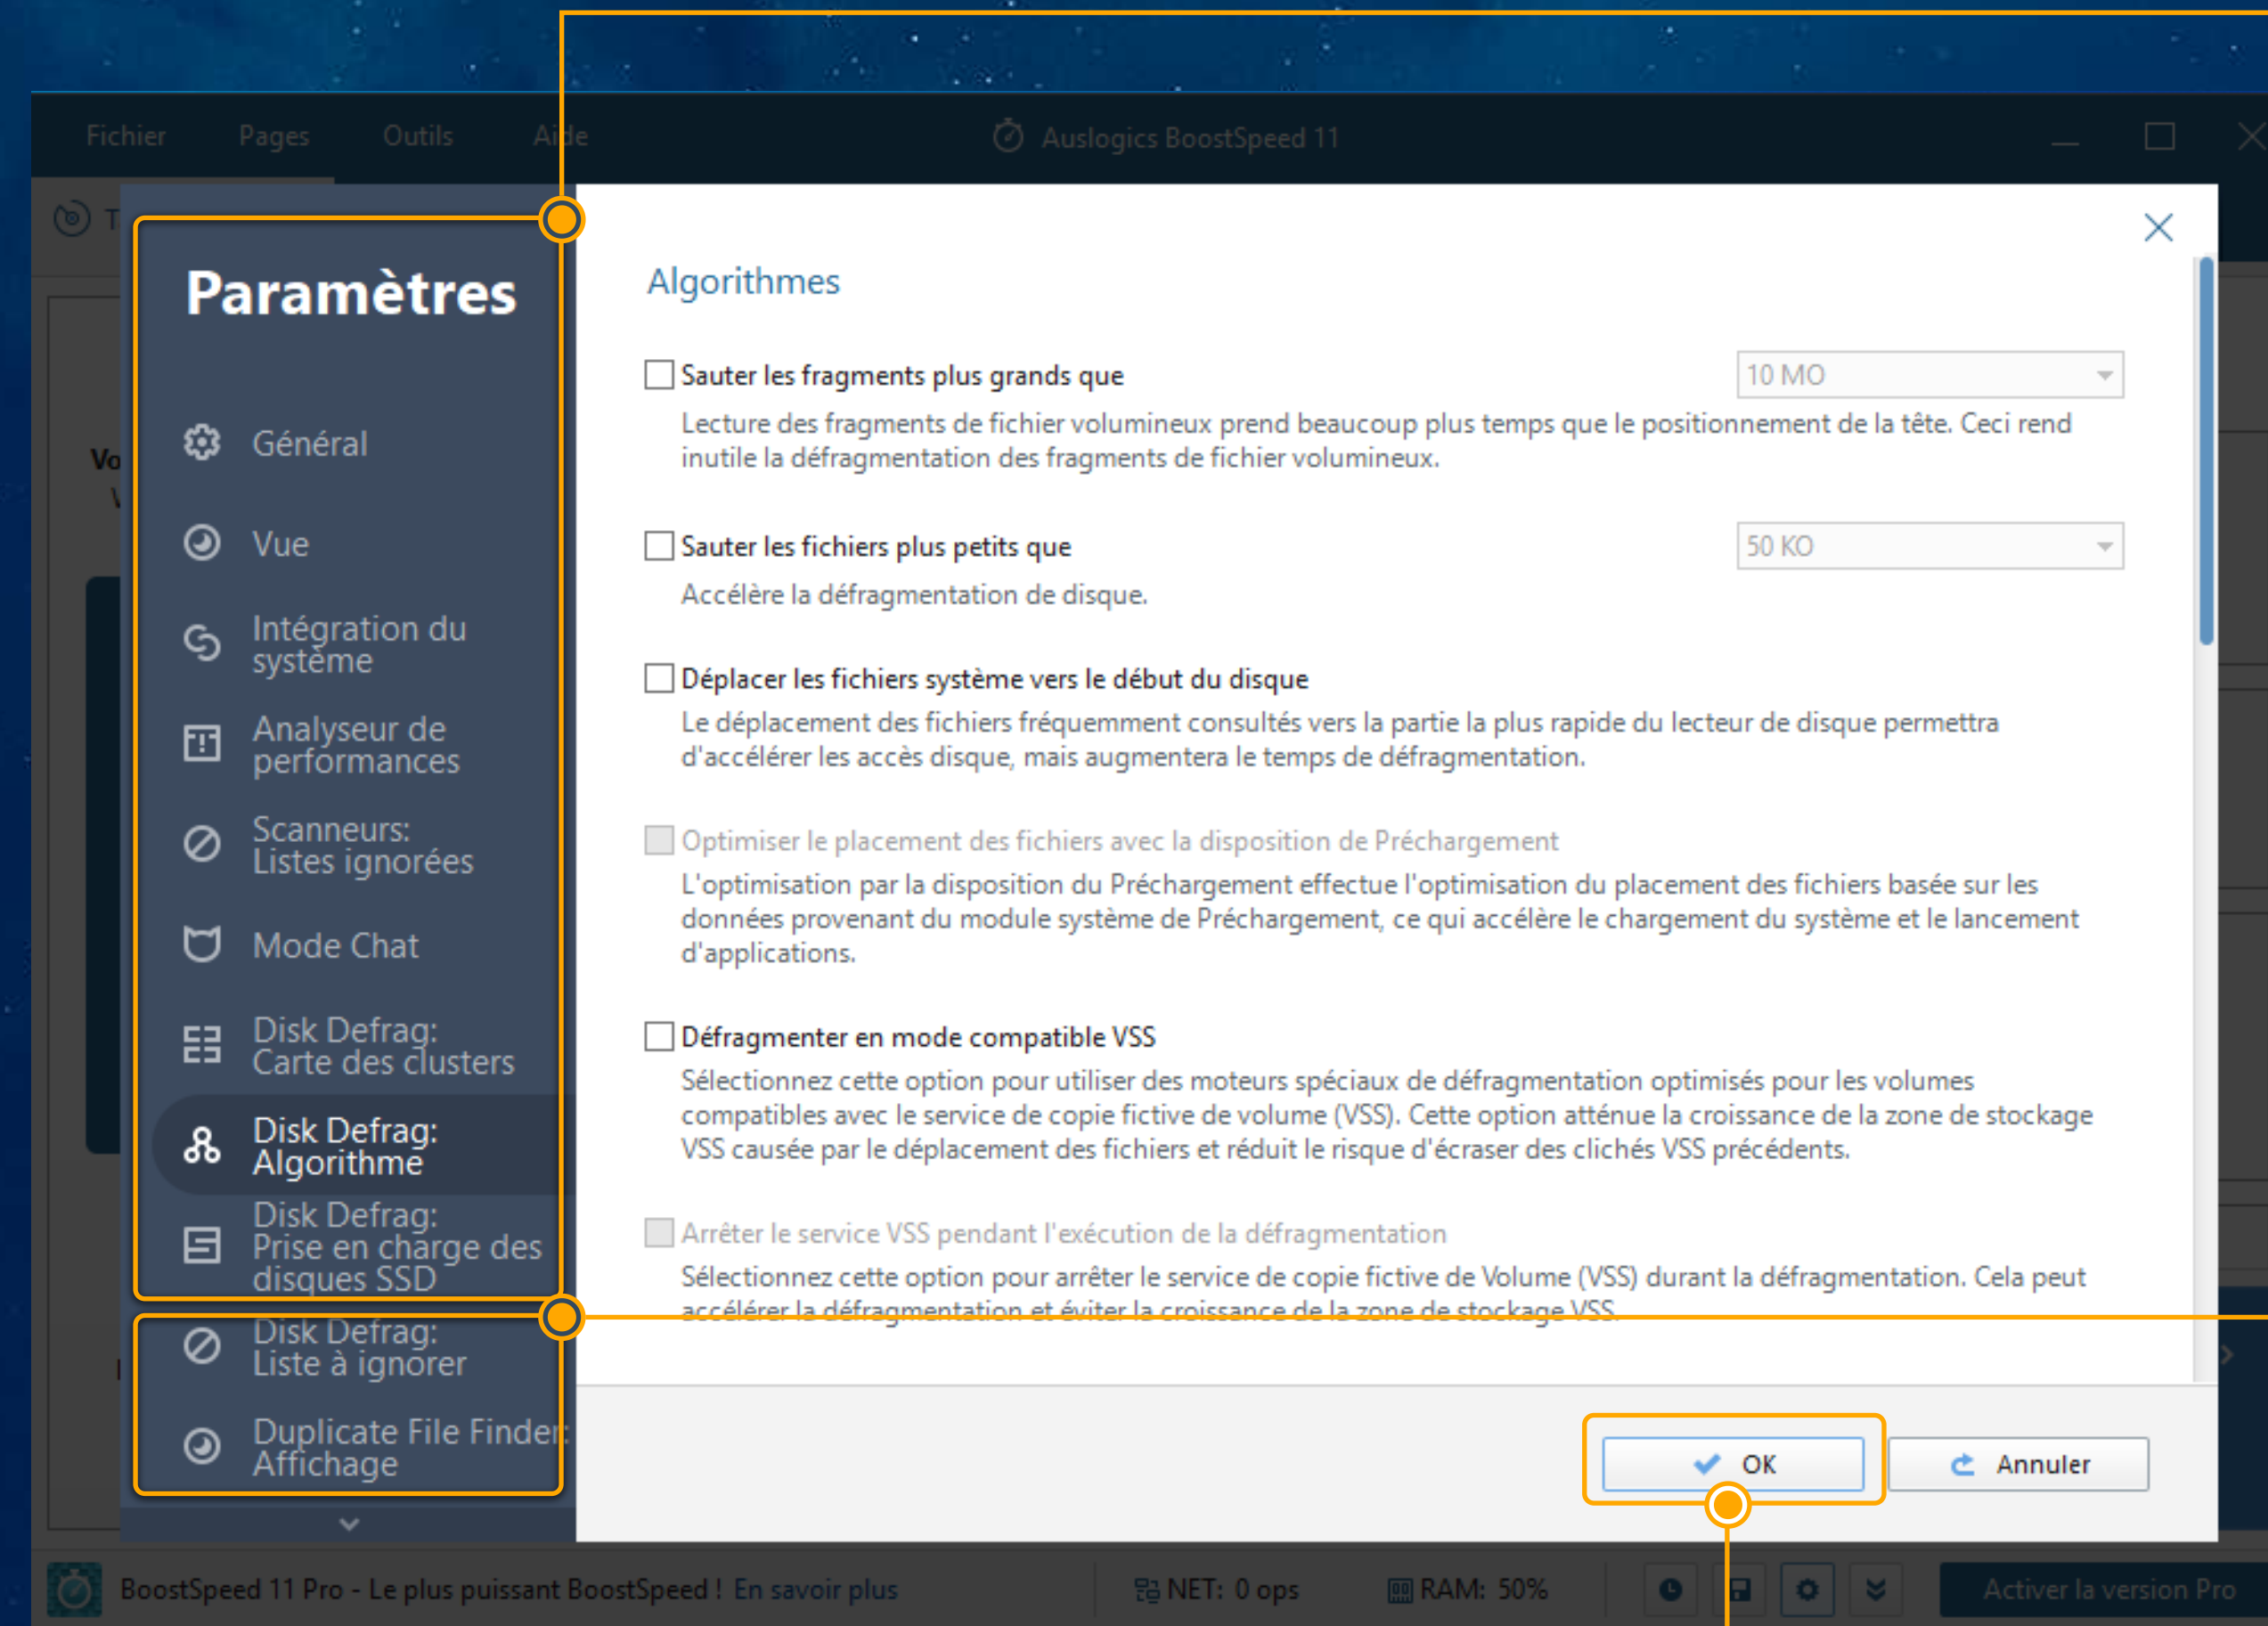 Fichier Pages Outils Aide Auslogics BoostSpeed 11
Paramètres
Général
Vue
Intégration du
système
Analyseur de
performances
Scanneurs:
Listes ignorées
Mode Chat
Disk Defrag:
Carte des clusters
Disk Defrag:
Algorithme
Disk Defrag:
Prise en charge des
disques SSD
Disk Defrag:
Liste à ignorer
Duplicate File Finder:
Affichage
Algorithmes
Sauter les fragments plus grands que 10 MO
Lecture des fragments de fichier volumineux prend beaucoup plus temps que le positionnement de la tête. Ceci rend
inutile la défragmentation des fragments de fichier volumineux.
Sauter les fichiers plus petits que 50 KO
Accélère la défragmentation de disque.
Déplacer les fichiers système vers le début du disque
Le déplacement des fichiers fréquemment consultés vers la partie la plus rapide du lecteur de disque permettra
d'accélérer les accès disque, mais augmentera le temps de défragmentation.
Optimiser le placement des fichiers avec la disposition de Préchargement
L'optimisation par la disposition du Préchargement effectue l'optimisation du placement des fichiers basée sur les
données provenant du module système de Préchargement, ce qui accélère le chargement du système et le lancement
d'applications.
Défragmenter en mode compatible VSS
Sélectionnez cette option pour utiliser des moteurs spéciaux de défragmentation optimisés pour les volumes
compatibles avec le service de copie fictive de volume (VSS). Cette option atténue la croissance de la zone de stockage
VSS causée par le déplacement des fichiers et réduit le risque d'écraser des clichés VSS précédents.
Arrêter le service VSS pendant l'exécution de la défragmentation
Sélectionnez cette option pour arrêter le service de copie fictive de Volume (VSS) durant la défragmentation. Cela peut
accélérer la défragmentation et éviter la croissance de la zone de stockage VSS.
OK Annuler
BoostSpeed 11 Pro - Le plus puissant BoostSpeed ! En savoir plus NET: 0 ops RAM: 50% Activer la version Pro